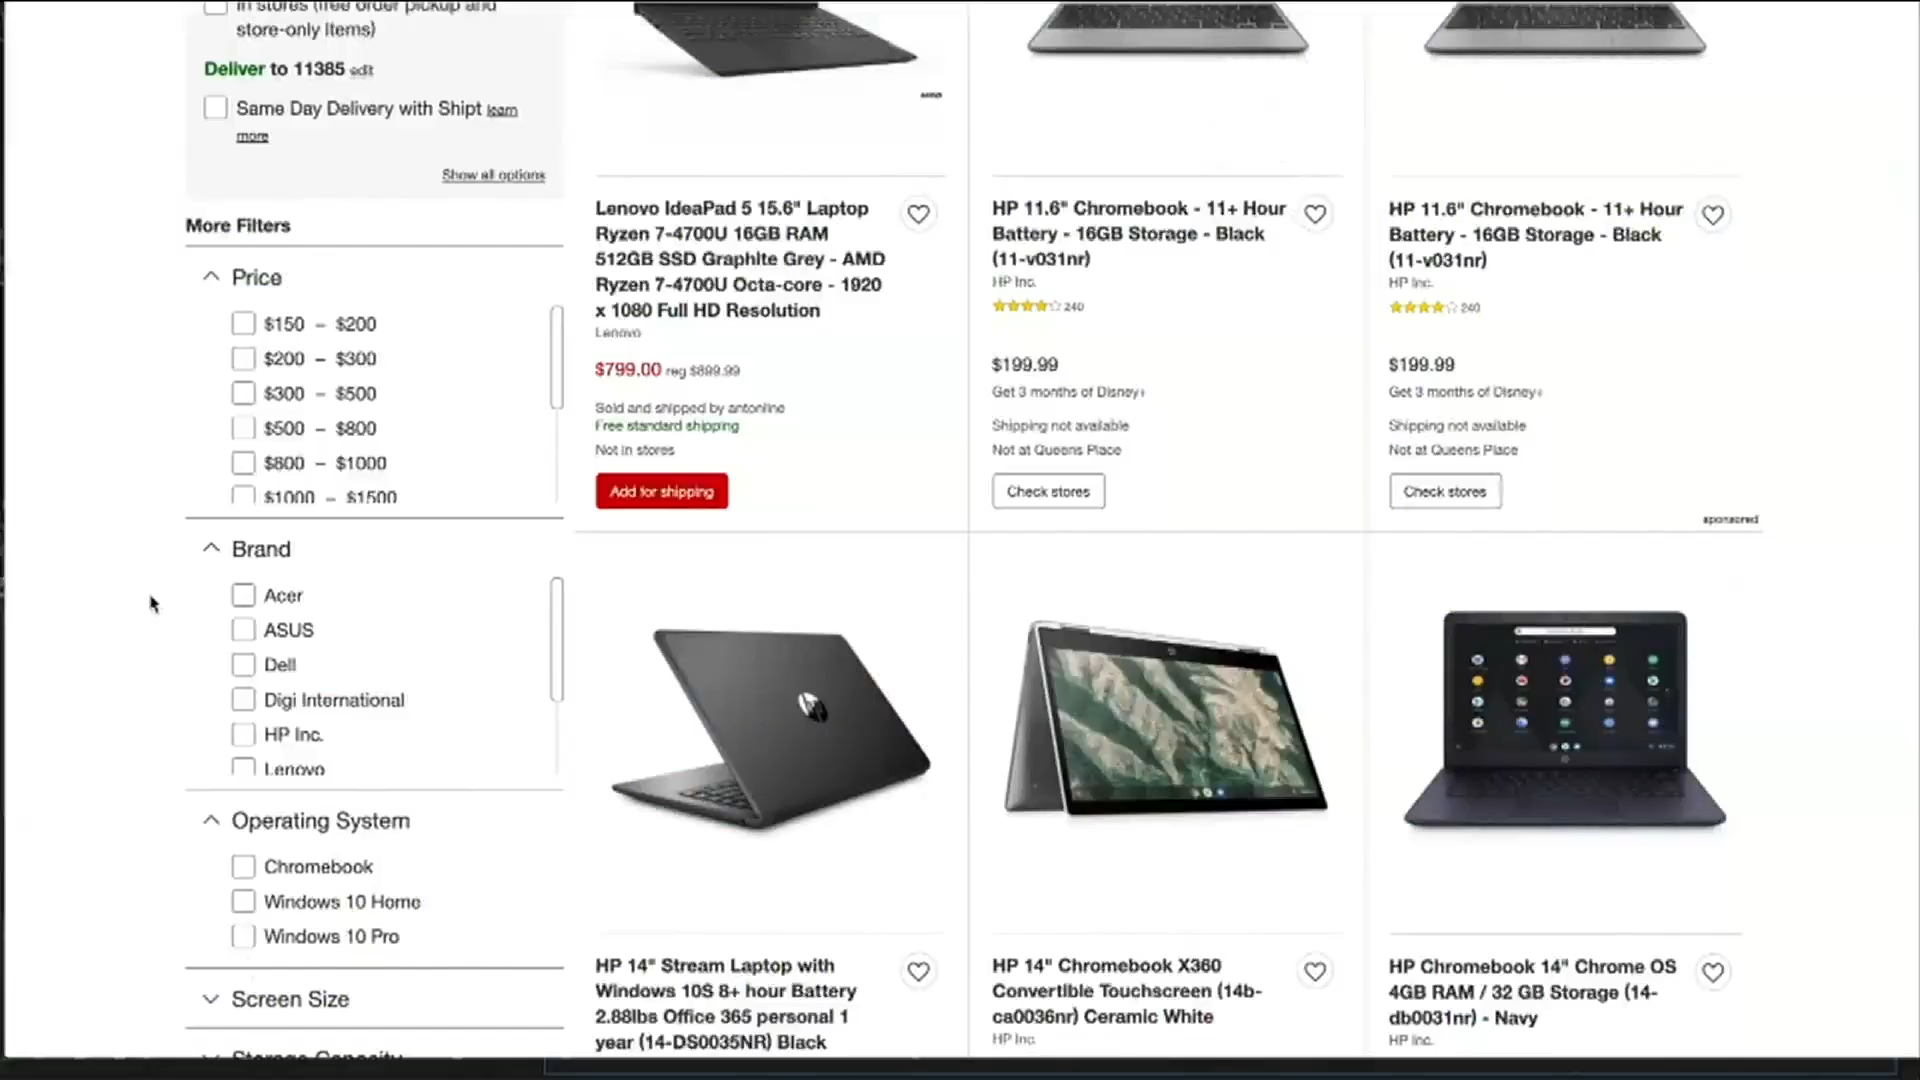 in stores (free order pickup and
store-only items)
Deliver to 11385 edit
Same Day Delivery with Shipt learn
more
Show all options
More Filters
Price
$150 – $200
$200 – $300
$300 – $500
$500 – $800
$800 – $1000
$1000 – $1500
Brand
Acer
ASUS
Dell
Digi International
HP Inc.
Lenovo
Operating System
Chromebook
Windows 10 Home
Windows 10 Pro
Screen Size
Storage Capacity
Lenovo IdeaPad 5 15.6" Laptop
Ryzen 7-4700U 16GB RAM
512GB SSD Graphite Grey - AMD
Ryzen 7-4700U Octa-core - 1920
x 1080 Full HD Resolution
Lenovo
$799.00 reg $899.99
Sold and shipped by antonline
Free standard shipping
Not in stores
Add for shipping
HP 11.6" Chromebook - 11+ Hour
Battery - 16GB Storage - Black
(11-v031nr)
HP Inc.
240
$199.99
Get 3 months of Disney+
Shipping not available
Not at Queens Place
Check stores
HP 11.6" Chromebook - 11+ Hour
Battery - 16GB Storage - Black
(11-v031nr)
HP Inc.
240
$199.99
Get 3 months of Disney+
Shipping not available
Not at Queens Place
Check stores
sponsored
HP 14" Stream Laptop with
Windows 10S 8+ hour Battery
2.88lbs Office 365 personal 1
year (14-DS0035NR) Black
HP 14" Chromebook X360
Convertible Touchscreen (14b-
ca0036nr) Ceramic White
HP Inc.
HP Chromebook 14" Chrome OS
4GB RAM / 32 GB Storage (14-
db0031nr) - Navy
HP Inc.